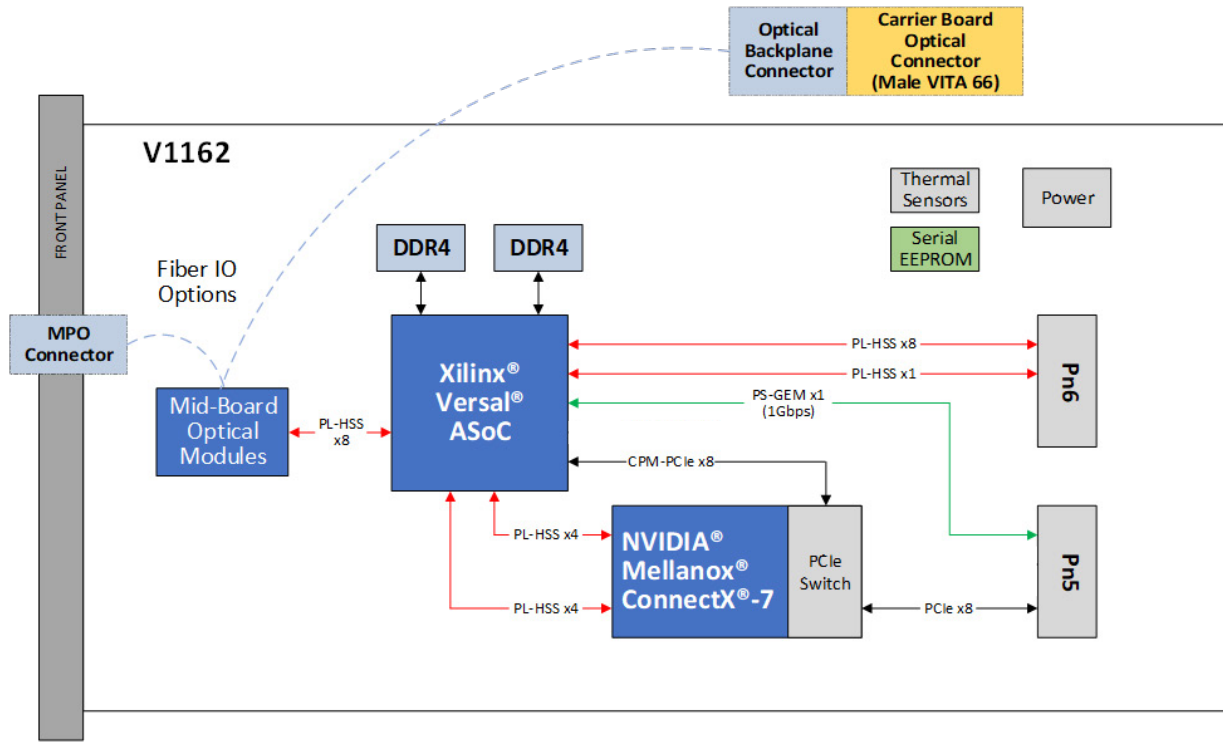 Optical
Backplane
Connector
Carrier Board
Optical
Connector
(Male VITA 66)
V1162
FRONT PANEL
Thermal
Sensors
Power
Serial
EEPROM
DDR4
DDR4
Fiber IO
Options
MPO
Connector
Xilinx®
Versal®
ASoC
PL-HSS x8
PL-HSS x1
PS-GEM x1
(1Gbps)
Pn6
Mid-Board
Optical
Modules
PL-HSS
x8
CPM-PCIe x8
PL-HSS x4
PL-HSS x4
NVIDIA®
Mellanox®
ConnectX®-7
PCIe
Switch
PCIe x8
Pn5